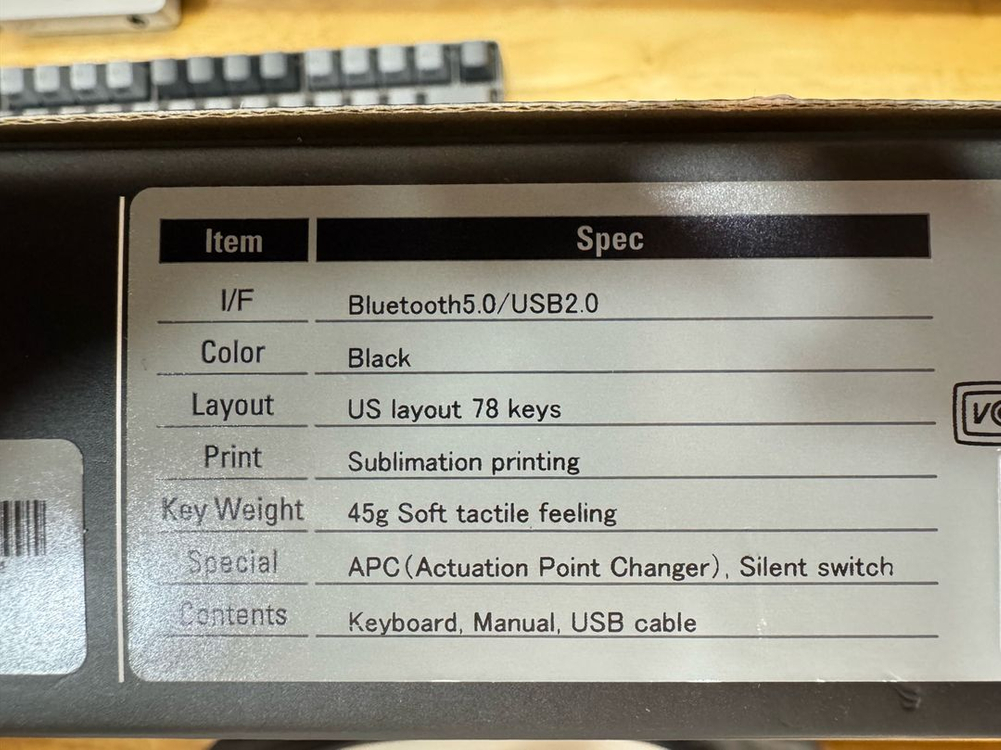 Item Spec
I/F Bluetooth5.0/USB2.0
Color Black
Layout US layout 78 keys
Print Sublimation printing
Key Weight 45g Soft tactile feeling
Special APC(Actuation Point Changer), Silent switch
Contents Keyboard, Manual, USB cable